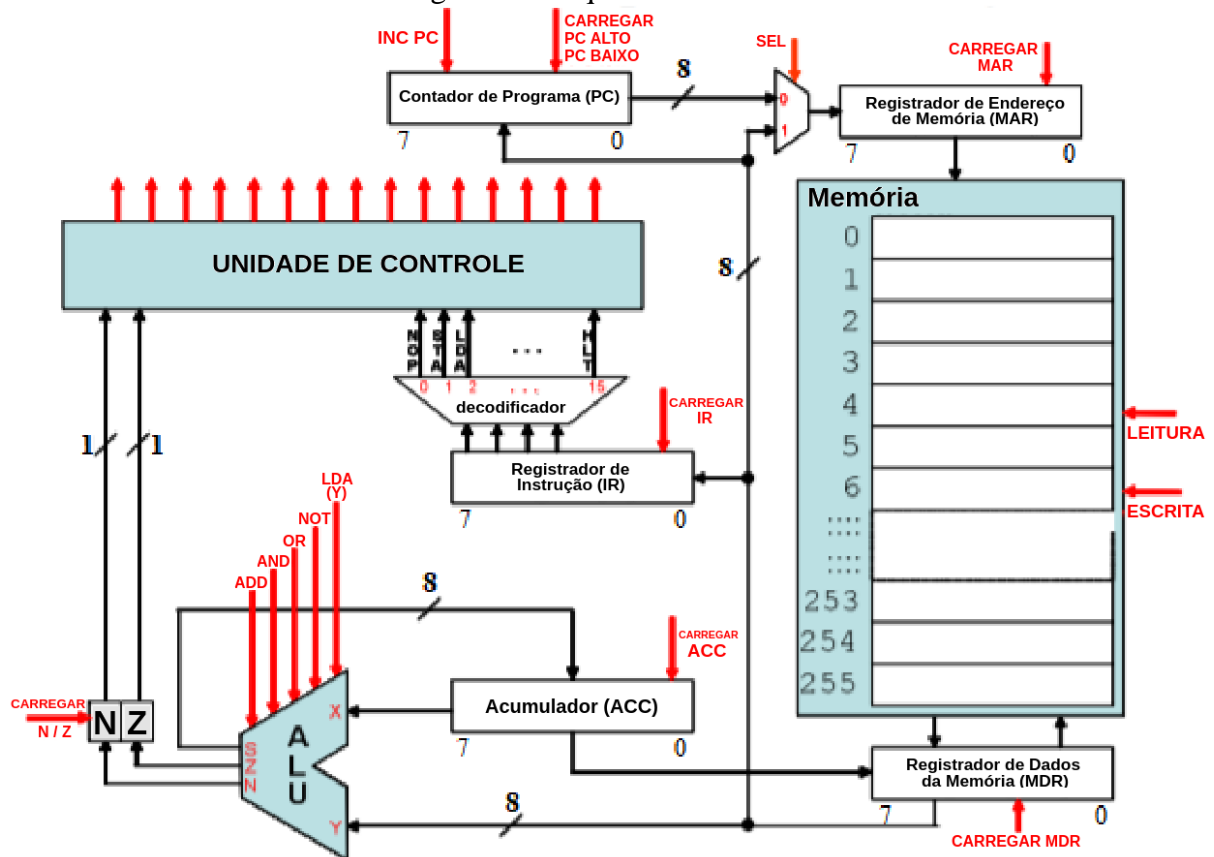 INC PC
CARREGAR
PC ALTO
PC BAIXO
SEL
CARREGAR
MAR
8
Contador de Programa (PC)
7 0
0
1
Registrador de Endereço
de Memória (MAR)
7 0
Memória
0
1
2
3
4
5
6
....
....
....
....
253
254
255
LEITURA
ESCRITA
8
UNIDADE DE CONTROLE
NOP
STA
LDA
...
HLT
0 1 2 ... 15
decodificador
CARREGAR
IR
Registrador de
Instrução (IR)
7 0
1 1
LDA
(Y)
NOT
OR
AND
ADD
8
CARREGAR
ACC
Acumulador (ACC)
7 0
CARREGAR
N / Z
N Z
X
ALU
S
Z
N
Y
8
Registrador de Dados
da Memória (MDR)
7 0
CARREGAR MDR